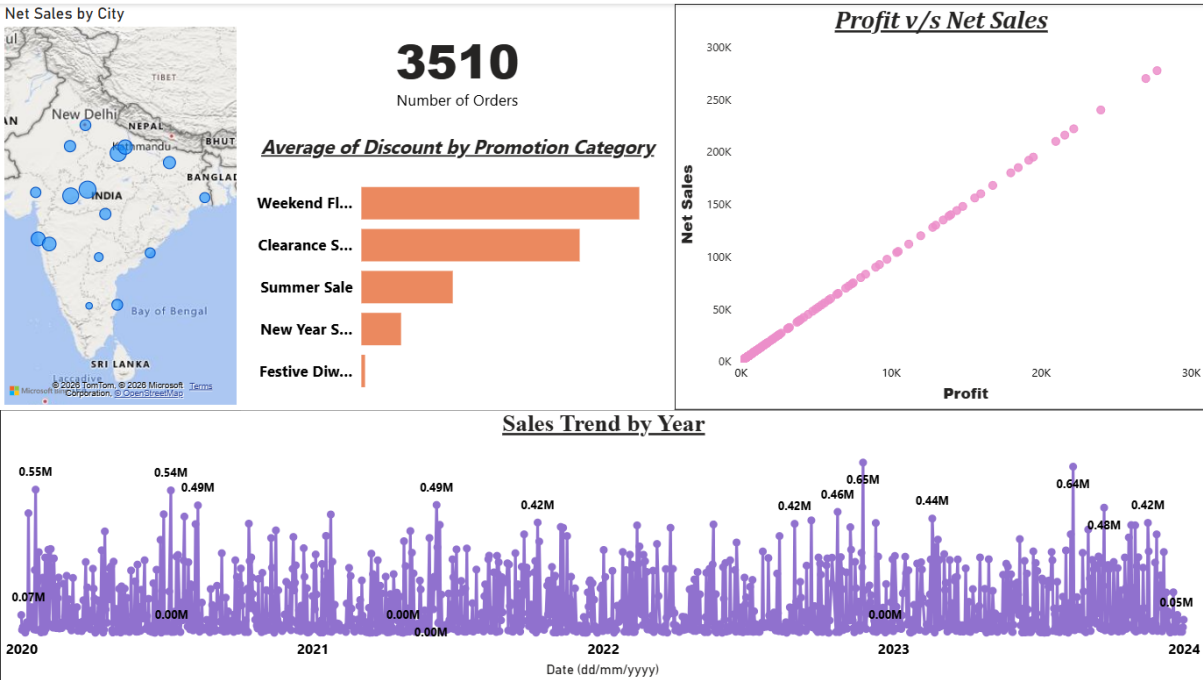 Net Sales by City
ul
TIBET
New Delhi
AN
NEPAL
Kathmandu
BHUT
BANGLAD
INDIA
Bay of Bengal
SRI LANKA
Laccadive
© 2026 TomTom, © 2026 Microsoft
Corporation, © OpenStreetMap
Terms
Microsoft
3510
Number of Orders
Average of Discount by Promotion Category
Weekend Fl...
Clearance S...
Summer Sale
New Year S...
Festive Diw...
Profit v/s Net Sales
Net Sales
300K
250K
200K
150K
100K
50K
0K
0K 10K 20K 30K
Profit
Sales Trend by Year
0.55M
0.54M
0.49M
0.49M
0.42M
0.42M
0.46M
0.65M
0.44M
0.64M
0.48M
0.42M
0.07M
0.00M
0.00M
0.00M
0.00M
0.05M
2020 2021 2022 2023 2024
Date (dd/mm/yyyy)